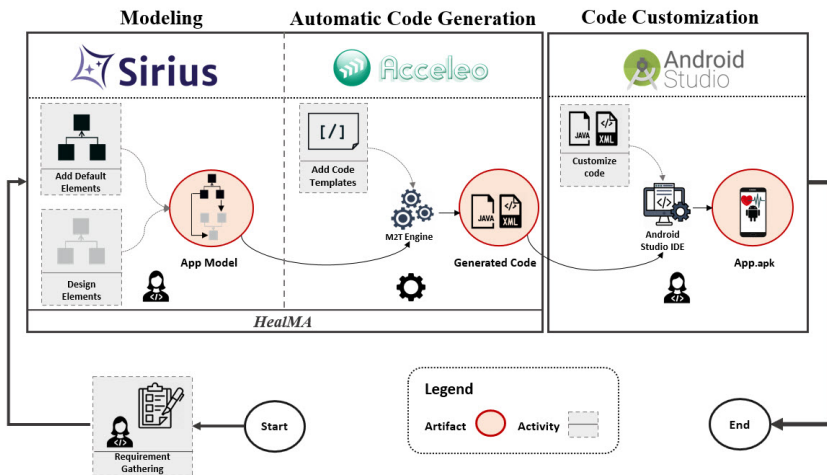 Modeling
Automatic Code Generation
Code Customization
Sirius
Acceleo
Android
Studio
Add Default
Elements
Design
Elements
App Model
[/]
Add Code
Templates
M2T Engine
JAVA
</>
XML
Generated Code
JAVA
</>
XML
Customize
code
</>
Android
Studio IDE
App.apk
</>
</>
HealMA
</>
Requirement
Gathering
Start
Legend
Artifact
Activity
End